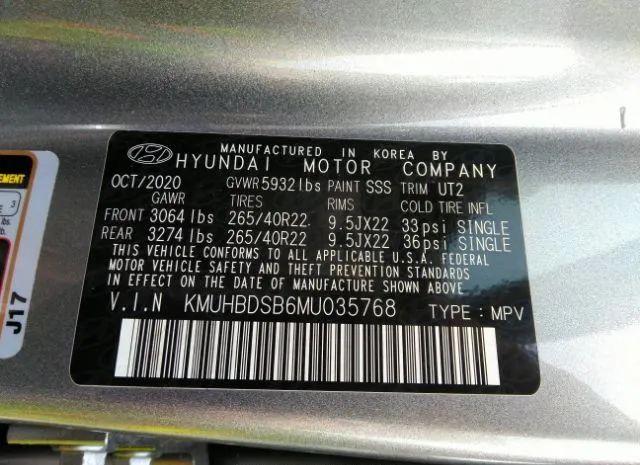 MANUFACTURED IN KOREA BY
HYUNDAI MOTOR COMPANY
OCT/2020 GVWR 5932lbs PAINT SSS TRIM UT2
GAWR TIRES RIMS COLD TIRE INFL
FRONT 3064 lbs 265/40R22. 9.5JX22 33psi SINGLE
REAR 3274 lbs 265/40R22 9.5JX22 36psi SINGLE
THIS VEHICLE CONFORMS TO ALL APPLICABLE U.S.A. FEDERAL
MOTOR VEHICLE SAFETY AND THEFT PREVENTION STANDARDS
IN EFFECT ON THE DATE OF MANUFACTURE SHOWN ABOVE
V.I.N KMUHBDSB6MU035768 TYPE : MPV
3
lbs.
J17